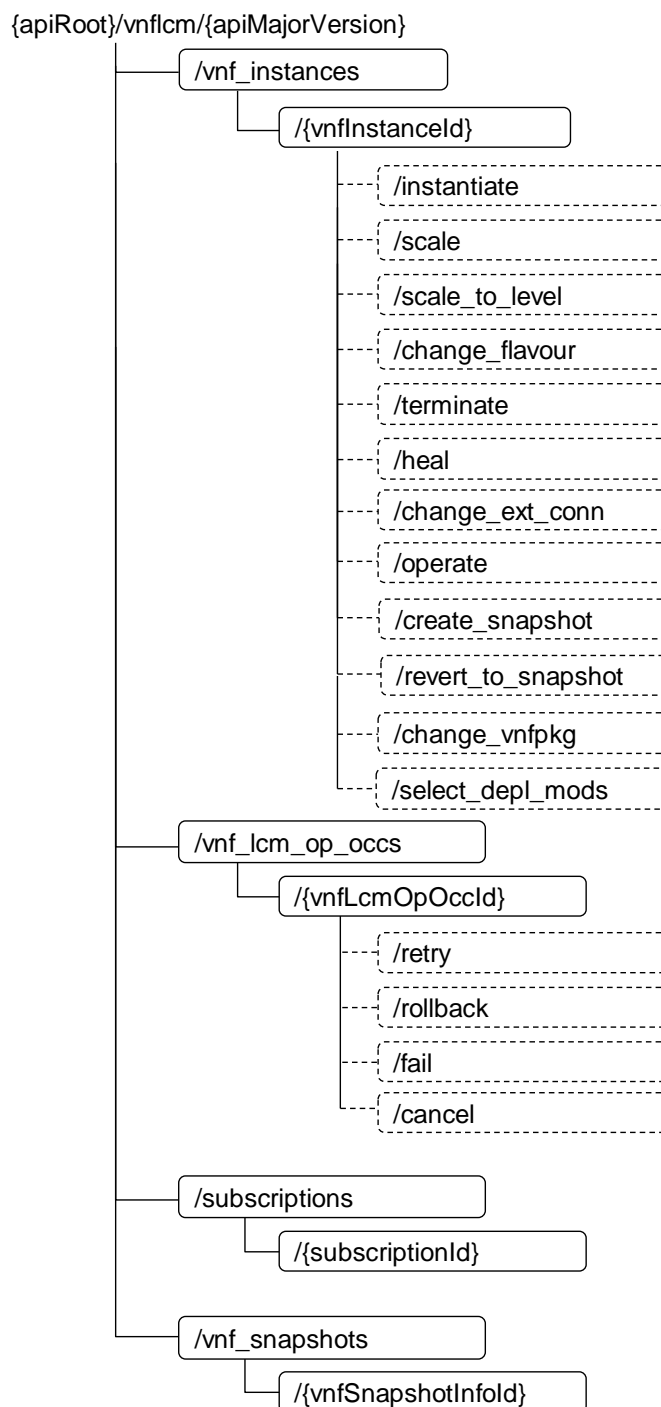 {apiRoot}/vnflcm/{apiMajorVersion}
/vnf_instances
/{vnfInstanceId}
/instantiate
/scale
/scale_to_level
/change_flavour
/terminate
/heal
/change_ext_conn
/operate
/create_snapshot
/revert_to_snapshot
/change_vnfpkg
/select_depl_mods
/vnf_lcm_op_occs
/{vnfLcmOpOccId}
/retry
/rollback
/fail
/cancel
/subscriptions
/{subscriptionId}
/vnf_snapshots
/{vnfSnapshotInfoId}